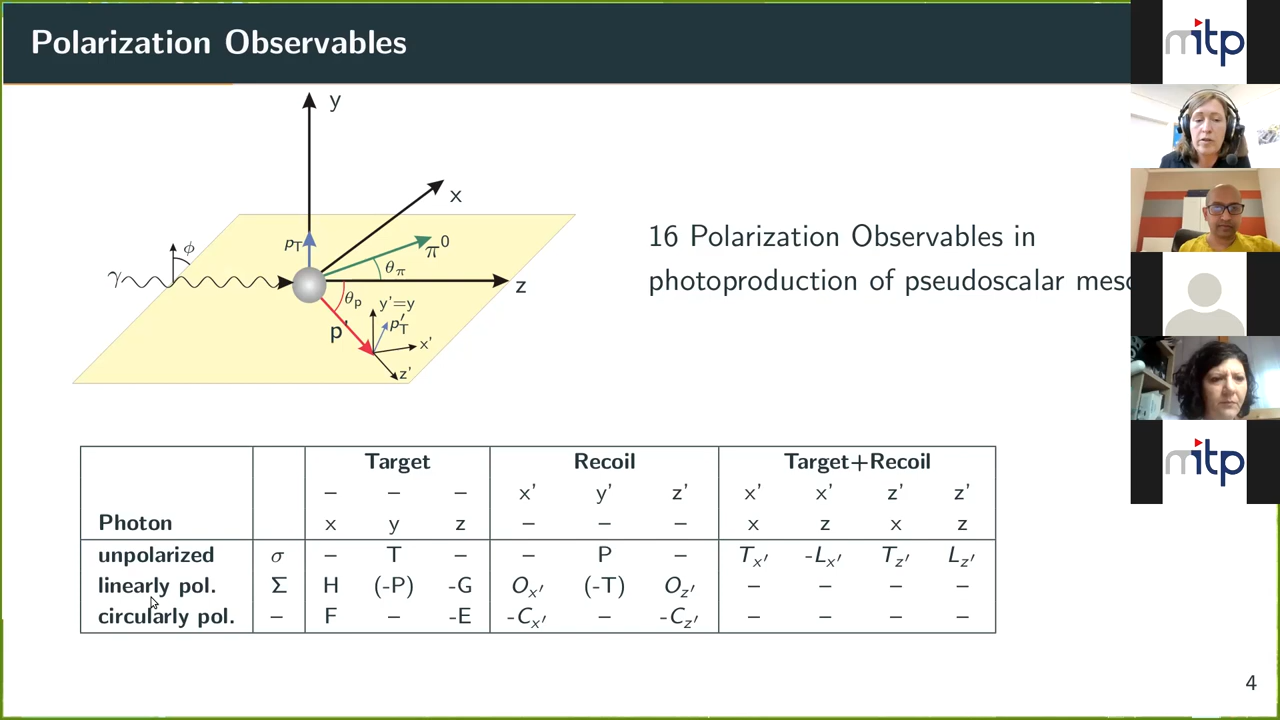 Polarization Observables
mitp
y
x
pT
π⁰
ϕ
θπ
γ
z
θp
y'=y
p'
p'T
x'
z'
16 Polarization Observables in
photoproduction of pseudoscalar meso
Target Recoil Target+Recoil
– – – x' y' z' x' x' z' z'
Photon x y z – – – x z x z
unpolarized σ – T – – P – Tx' -Lx' Tz' Lz'
linearly pol. Σ H (-P) -G Ox' (-T) Oz' – – – –
circularly pol. – F – -E -Cx' – -Cz' – – – –
mitp
4